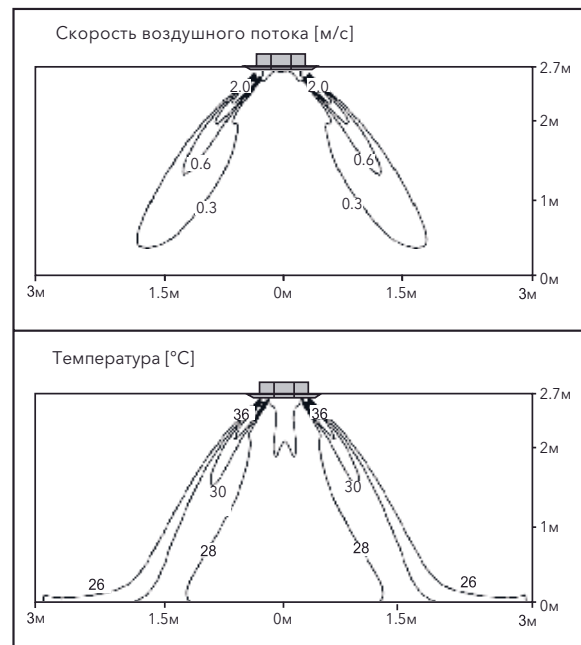 Скорость воздушного потока [м/с]
2.7м
2.0 2.0
2м
0.6 0.6
0.3 0.3
1м
0м
3м 1.5м 0м 1.5м 3м
Температура [°C]
2.7м
36 36
2м
30 30
1м
28 28
26 26
0м
3м 1.5м 0м 1.5м 3м